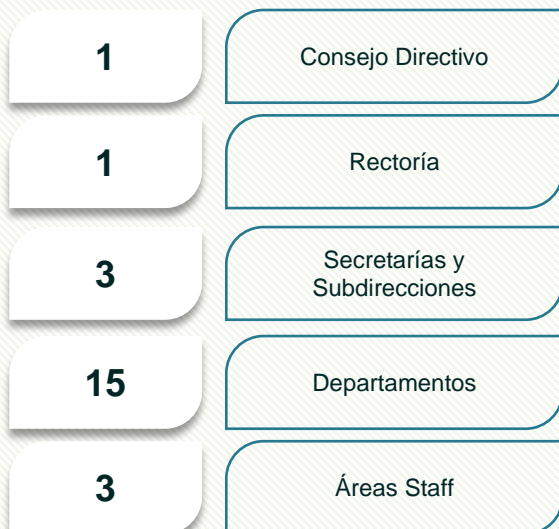 1
Consejo Directivo
1
Rectoría
3
Secretarías y
Subdirecciones
15
Departamentos
3
Áreas Staff